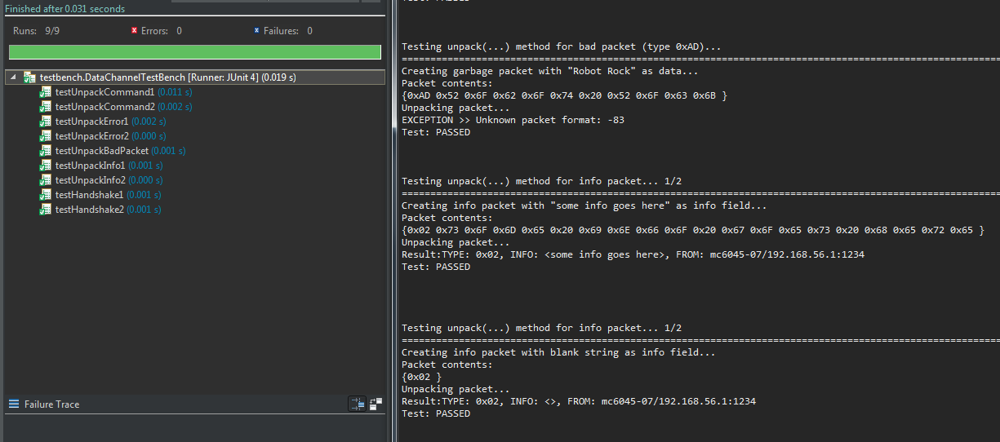 Finished after 0.031 seconds
Runs: 9/9 Errors: 0 Failures: 0
testbench.DataChannelTestBench [Runner: JUnit 4] (0.019 s)
testUnpackCommand1 (0.011 s)
testUnpackCommand2 (0.002 s)
testUnpackError1 (0.002 s)
testUnpackError2 (0.000 s)
testUnpackBadPacket (0.001 s)
testUnpackInfo1 (0.001 s)
testUnpackInfo2 (0.000 s)
testHandshake1 (0.001 s)
testHandshake2 (0.001 s)
Failure Trace
Testing unpack(...) method for bad packet (type 0xAD)...
==========================================================================================================
Creating garbage packet with "Robot Rock" as data...
Packet contents:
{0xAD 0x52 0x6F 0x62 0x6F 0x74 0x20 0x52 0x6F 0x63 0x6B }
Unpacking packet...
EXCEPTION >> Unknown packet format: -83
Test: PASSED
Testing unpack(...) method for info packet... 1/2
==========================================================================================================
Creating info packet with "some info goes here" as info field...
Packet contents:
{0x02 0x73 0x6F 0x6D 0x65 0x20 0x69 0x6E 0x66 0x6F 0x20 0x67 0x6F 0x65 0x73 0x20 0x68 0x65 0x72 0x65 }
Unpacking packet...
Result:TYPE: 0x02, INFO: <some info goes here>, FROM: mc6045-07/192.168.56.1:1234
Test: PASSED
Testing unpack(...) method for info packet... 1/2
==========================================================================================================
Creating info packet with blank string as info field...
Packet contents:
{0x02 }
Unpacking packet...
Result:TYPE: 0x02, INFO: <>, FROM: mc6045-07/192.168.56.1:1234
Test: PASSED